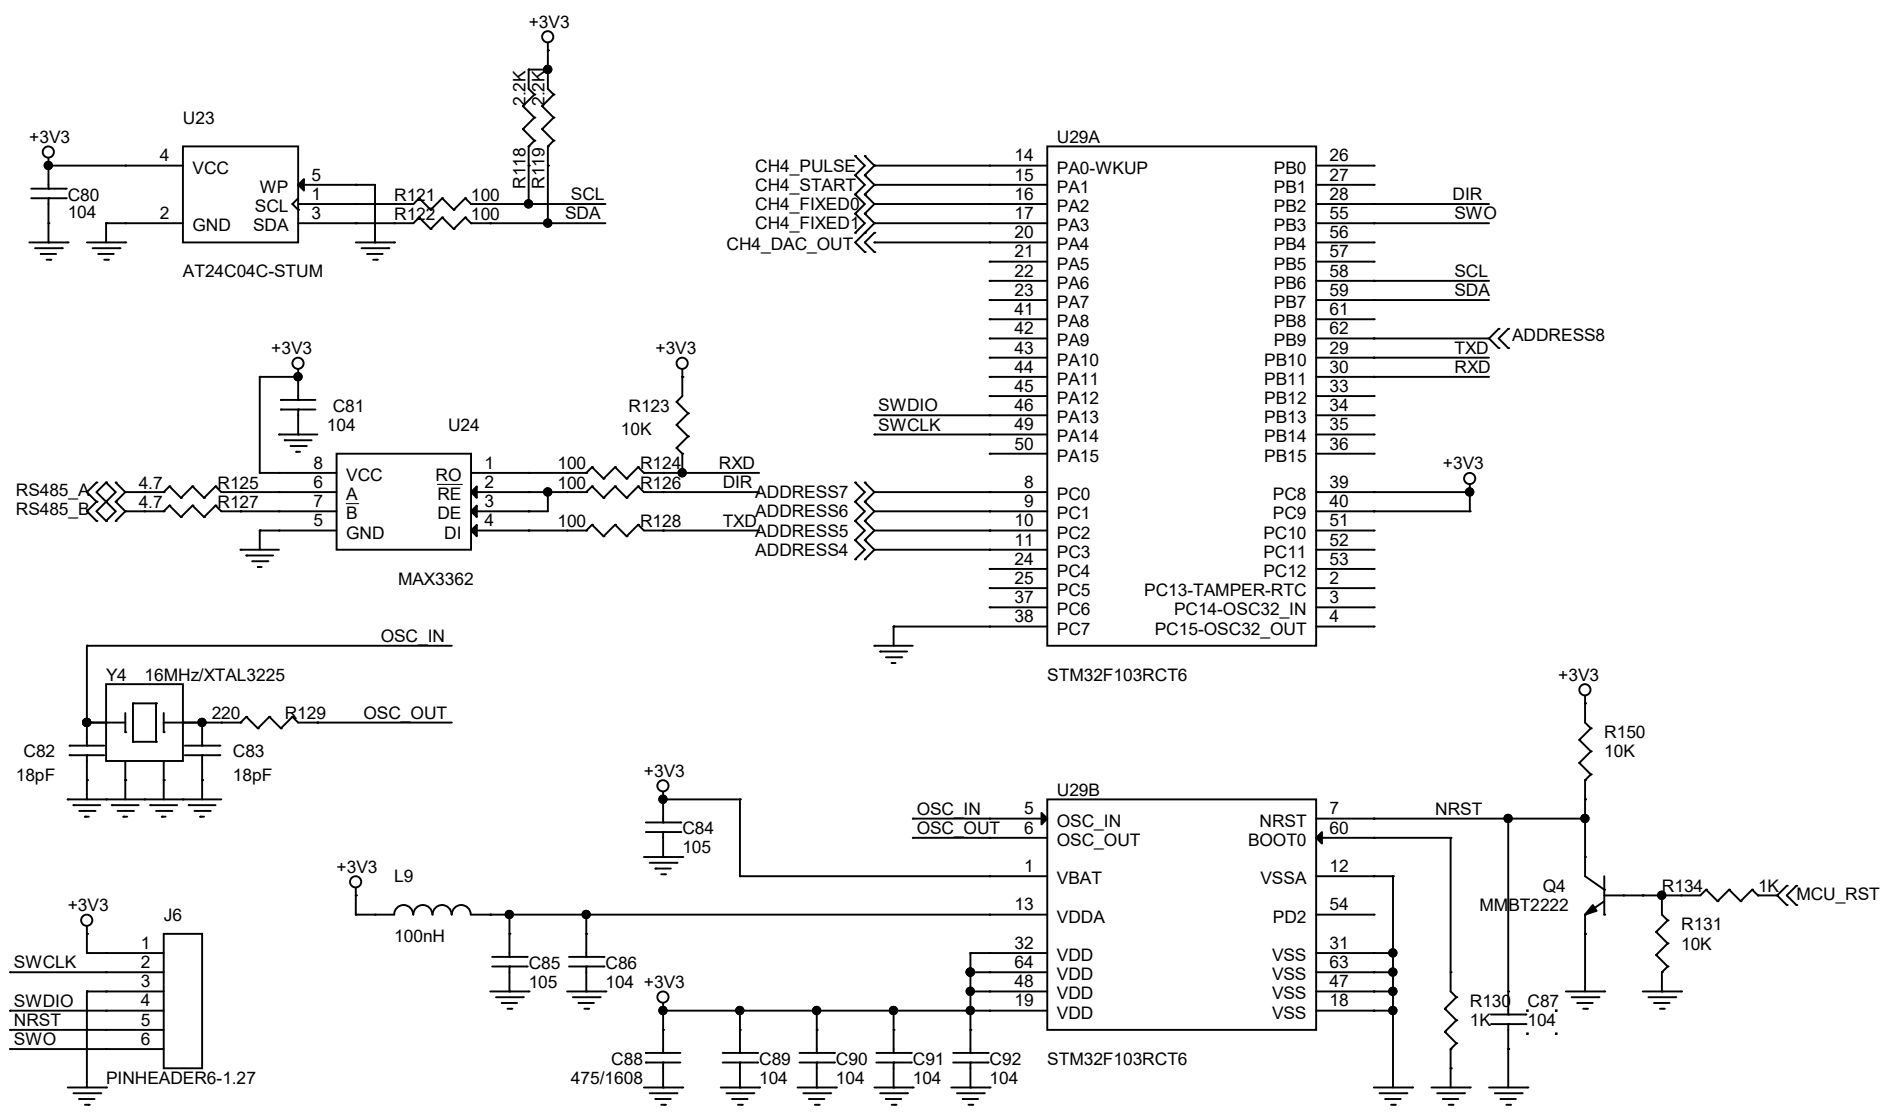 +3V3
2.2K
2.2K
R118
R119
U23
+3V3
4
VCC
C80
104
2
GND
WP
5
SCL
1
SDA
3
R121
100
SCL
R122
100
SDA
AT24C04C-STUM
+3V3
C81
104
U24
+3V3
R123
10K
RS485_A
4.7
R125
RS485_B
4.7
R127
8
VCC
6
A
7
B
5
GND
RO
1
RE
2
DE
3
DI
4
100
R124
RXD
100
R126
DIR
100
R128
TXD
MAX3362
OSC_IN
Y4
16MHz/XTAL3225
220
R129
OSC_OUT
C82
18pF
C83
18pF
+3V3
J6
1
SWCLK
2
3
SWDIO
4
NRST
5
SWO
6
PINHEADER6-1.27
U29A
CH4_PULSE
14
PA0-WKUP
CH4_START
15
PA1
CH4_FIXED0
16
PA2
CH4_FIXED1
17
PA3
CH4_DAC_OUT
20
PA4
21
PA5
22
PA6
23
PA7
41
PA8
42
PA9
43
PA10
44
PA11
45
PA12
SWDIO
46
PA13
SWCLK
49
PA14
50
PA15
ADDRESS7
8
PC0
ADDRESS6
9
PC1
ADDRESS5
10
PC2
ADDRESS4
11
PC3
24
PC4
25
PC5
37
PC6
38
PC7
PB0
26
PB1
27
PB2
28
DIR
PB3
55
SWO
PB4
56
PB5
57
PB6
58
SCL
PB7
59
SDA
PB8
61
PB9
62
ADDRESS8
PB10
29
TXD
PB11
30
RXD
PB12
33
PB13
34
PB14
35
PB15
36
+3V3
PC8
39
PC9
40
PC10
51
PC11
52
PC12
53
PC13-TAMPER-RTC
2
PC14-OSC32_IN
3
PC15-OSC32_OUT
4
STM32F103RCT6
+3V3
C84
105
+3V3
L9
100nH
C85
105
C86
104
+3V3
C88
475/1608
C89
104
C90
104
C91
104
C92
104
U29B
OSC_IN
5
OSC_IN
OSC_OUT
6
OSC_OUT
1
VBAT
13
VDDA
32
VDD
64
VDD
48
VDD
19
VDD
NRST
7
NRST
BOOT0
60
VSSA
12
PD2
54
VSS
31
VSS
63
VSS
47
VSS
18
STM32F103RCT6
+3V3
R150
10K
Q4
MMBT2222
R134
1K
MCU_RST
R131
10K
R130
1K
C87
104